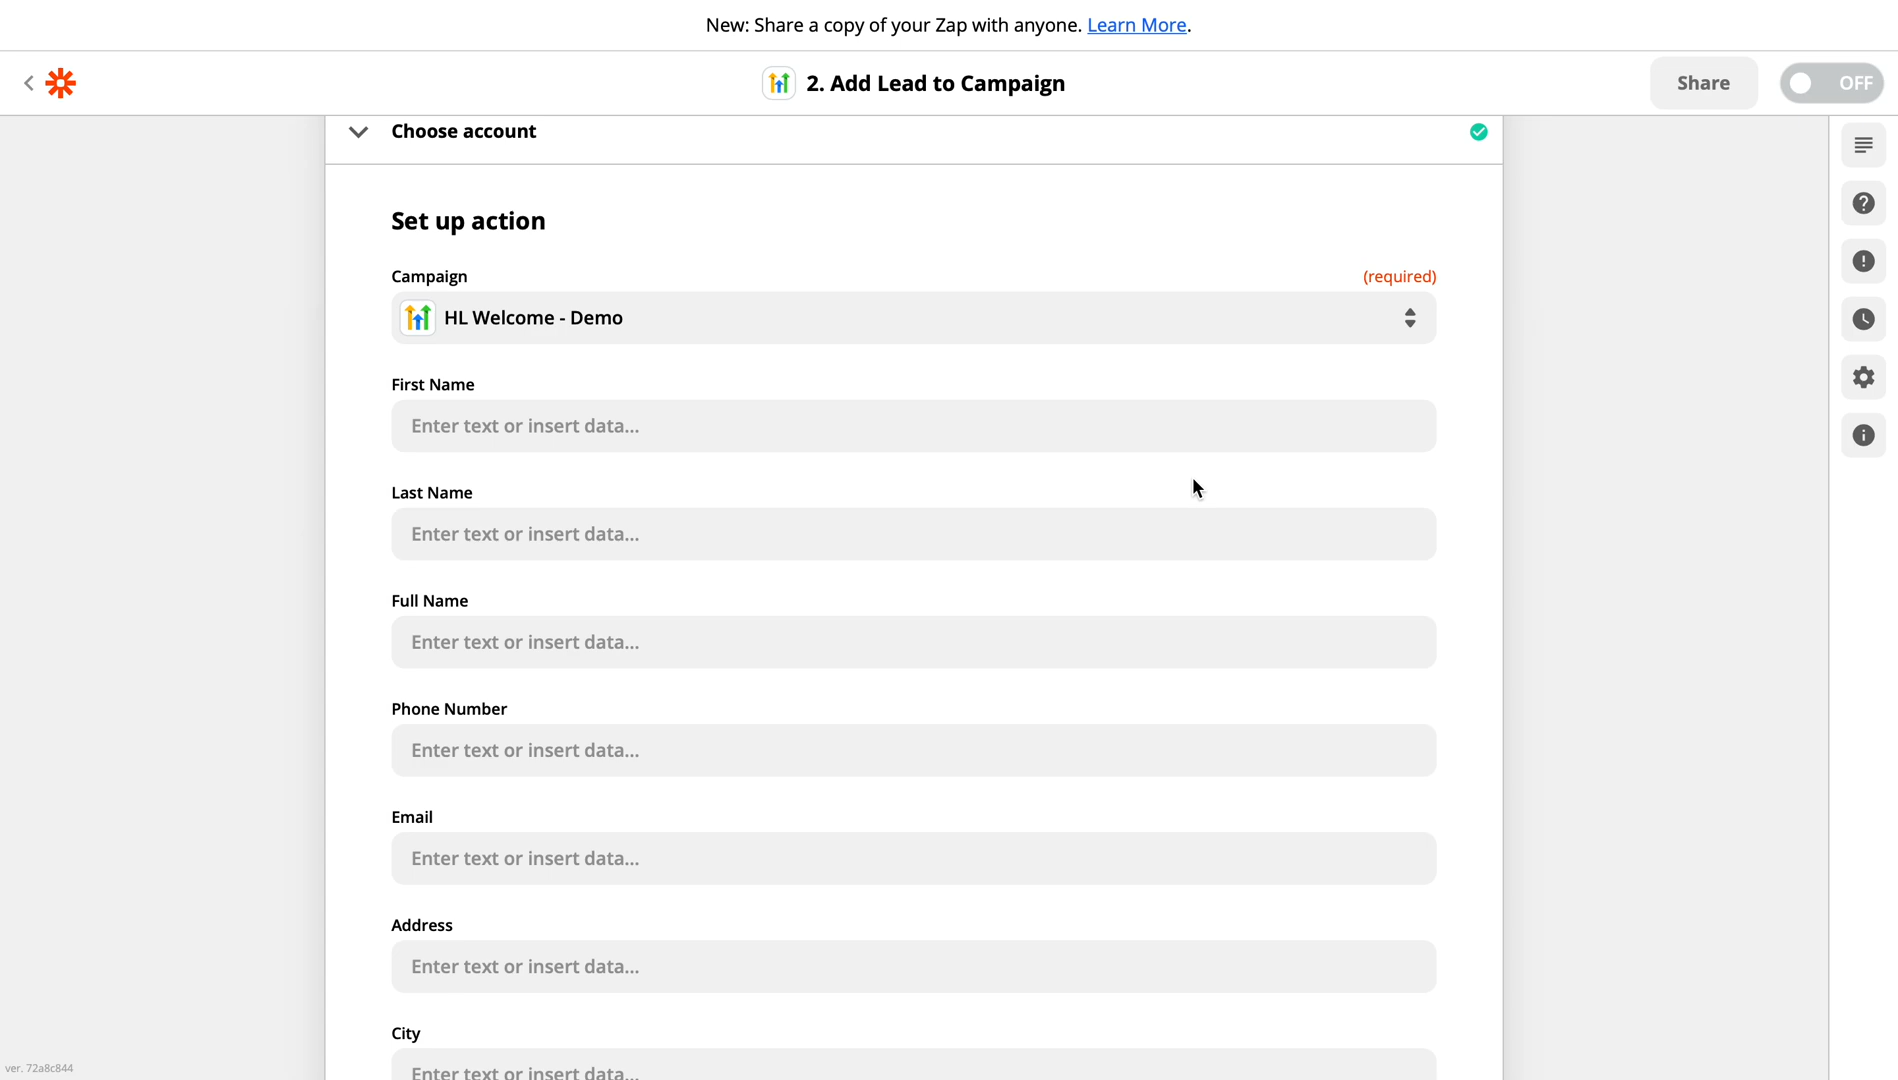 New: Share a copy of your Zap with anyone. Learn More.
2. Add Lead to Campaign
Share
OFF
Choose account
Set up action
Campaign (required)
HL Welcome - Demo
First Name
Enter text or insert data...
Last Name
Enter text or insert data...
Full Name
Enter text or insert data...
Phone Number
Enter text or insert data...
Email
Enter text or insert data...
Address
Enter text or insert data...
City
Enter text or insert data...
ver. 72a8c844